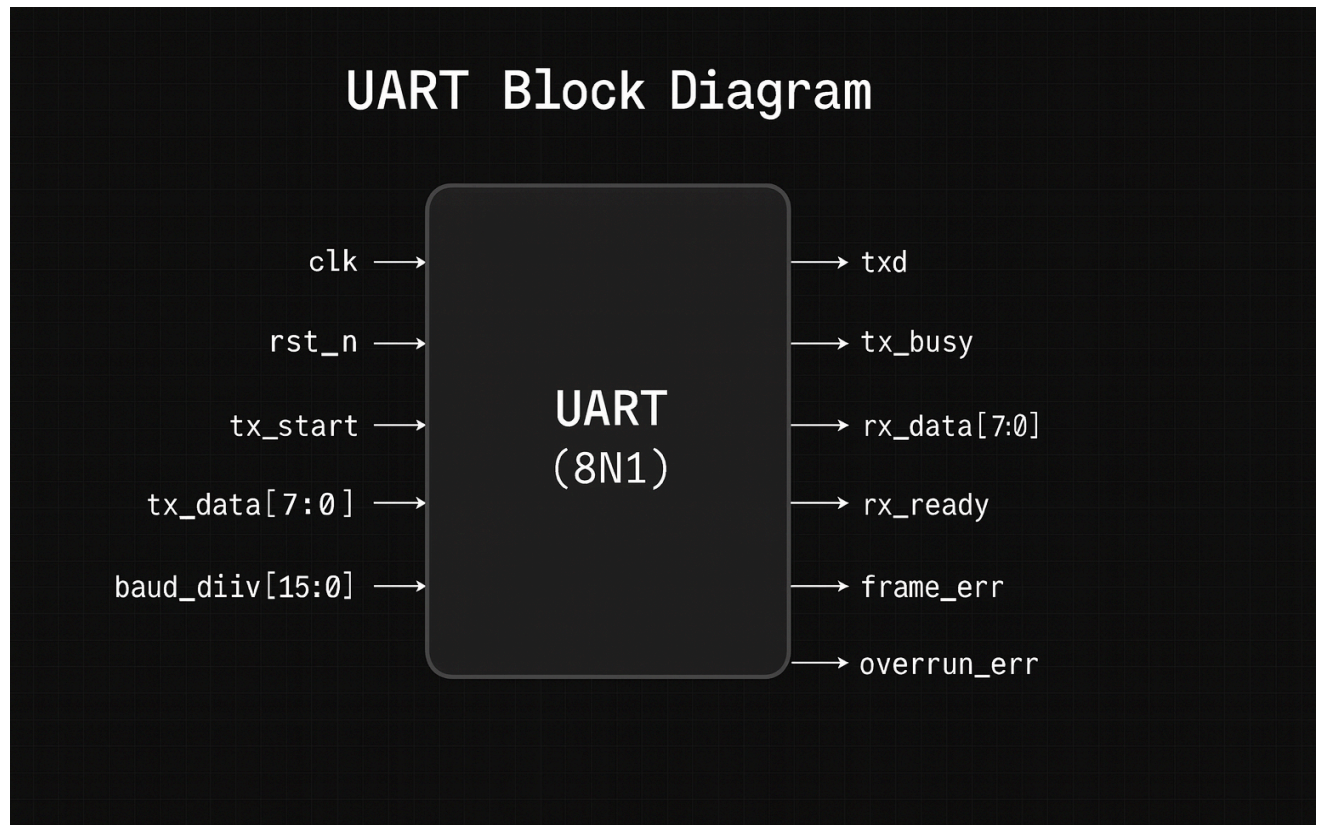 UART Block Diagram
clk
rst_n
tx_start
tx_data[7:0]
baud_diiv[15:0]
UART
(8N1)
txd
tx_busy
rx_data[7:0]
rx_ready
frame_err
overrun_err